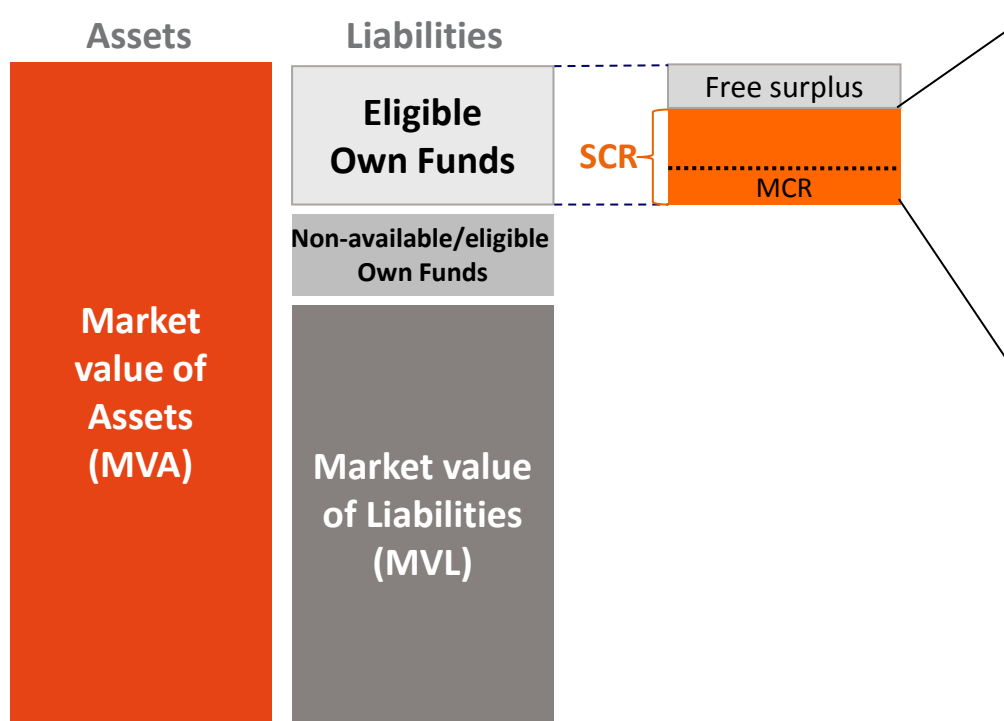 Assets
Liabilities
Eligible
Own Funds
Free surplus
SCR
MCR
Non-available/eligible
Own Funds
Market
value of
Assets
(MVA)
Market value
of Liabilities
(MVL)